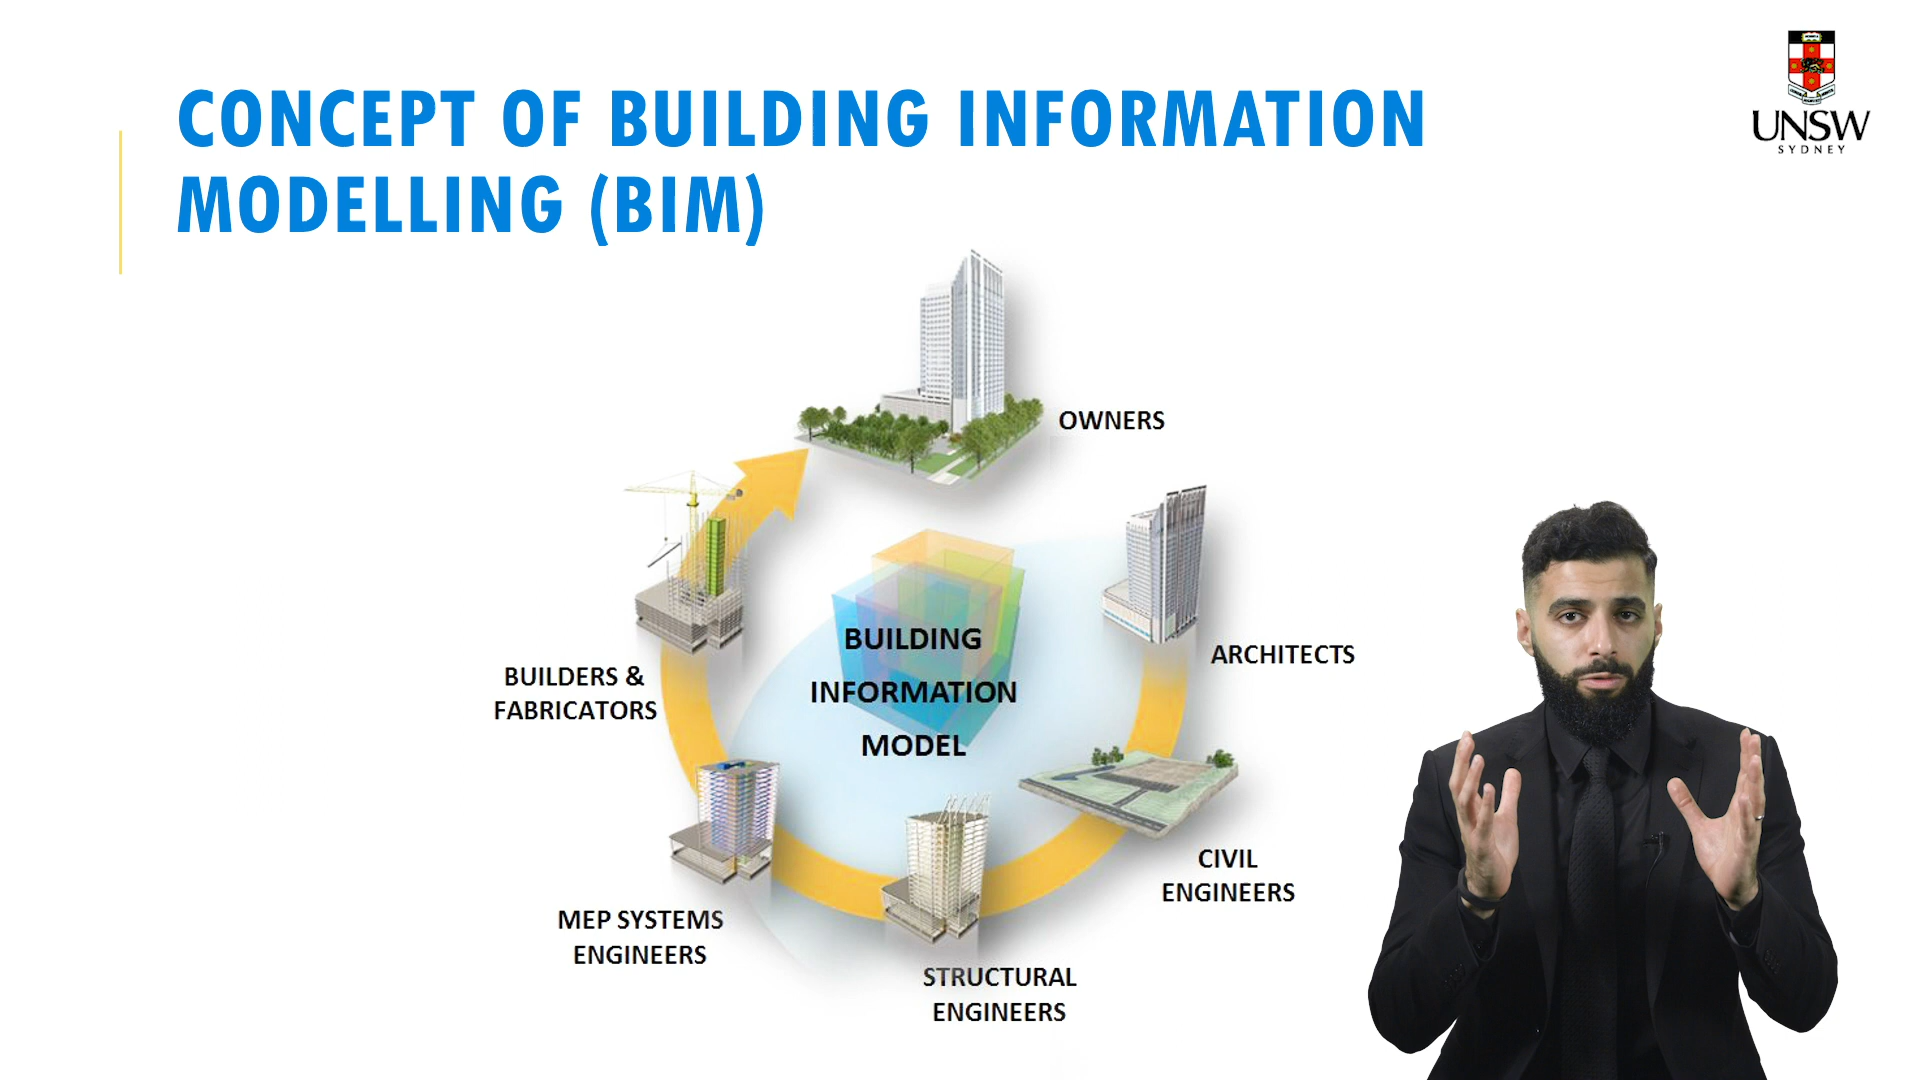 CONCEPT OF BUILDING INFORMATION
MODELLING (BIM)
UNSW
SYDNEY
OWNERS
ARCHITECTS
BUILDING
INFORMATION
MODEL
BUILDERS &
FABRICATORS
CIVIL
ENGINEERS
MEP SYSTEMS
ENGINEERS
STRUCTURAL
ENGINEERS